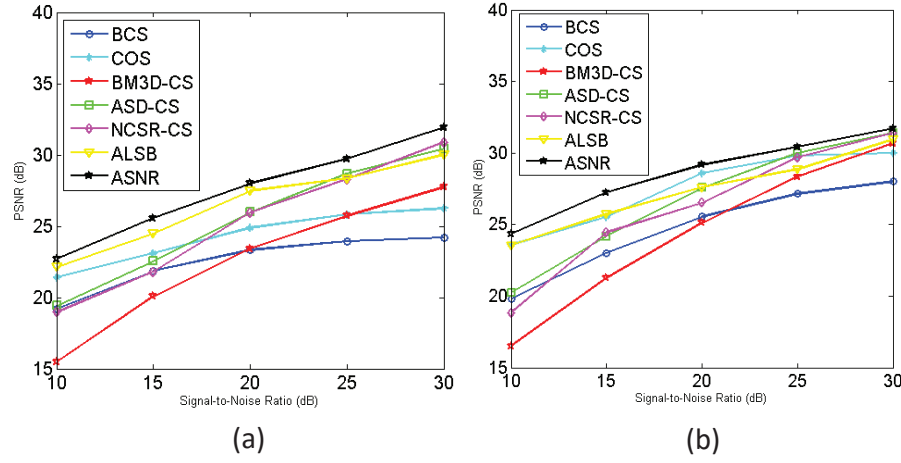 40
35
30
25
20
15
PSNR (dB)
BCS
COS
BM3D-CS
ASD-CS
NCSR-CS
ALSB
ASNR
10 15 20 25 30
Signal-to-Noise Ratio (dB)
(a)
40
35
30
25
20
15
PSNR (dB)
BCS
COS
BM3D-CS
ASD-CS
NCSR-CS
ALSB
ASNR
10 15 20 25 30
Signal-to-Noise Ratio (dB)
(b)